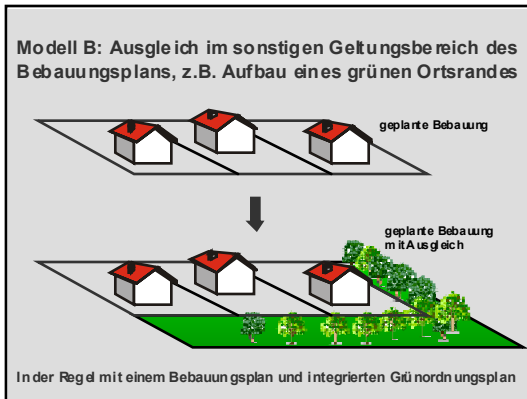 Modell B: Ausgleich im sonstigen Geltungsbereich des
Bebauungsplans, z.B. Aufbau eines grünen Ortsrandes
geplante Bebauung
geplante Bebauung
mit Ausgleich
In der Regel mit einem Bebauungsplan und integrierten Grünordnungsplan